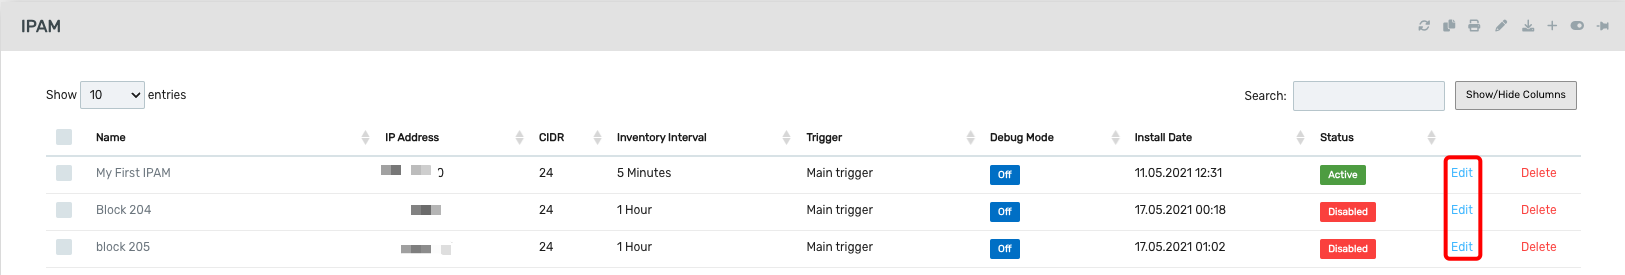 IPAM
Show 10 entries Search: Show/Hide Columns
Name IP Address CIDR Inventory Interval Trigger Debug Mode Install Date Status
My First IPAM 24 5 Minutes Main trigger Off 11.05.2021 12:31 Active Edit Delete
Block 204 24 1 Hour Main trigger Off 17.05.2021 00:18 Disabled Edit Delete
block 205 24 1 Hour Main trigger Off 17.05.2021 01:02 Disabled Edit Delete